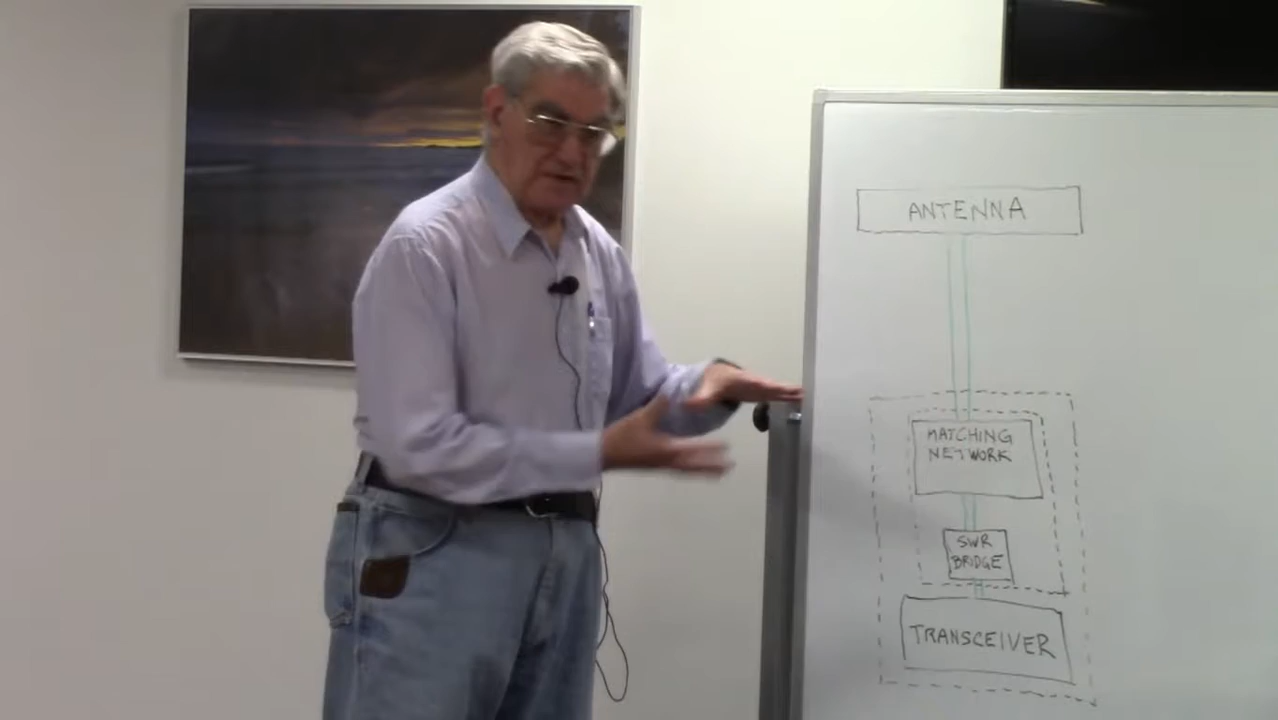 ANTENNA
MATCHING
NETWORK
SWR
BRIDGE
TRANSCEIVER